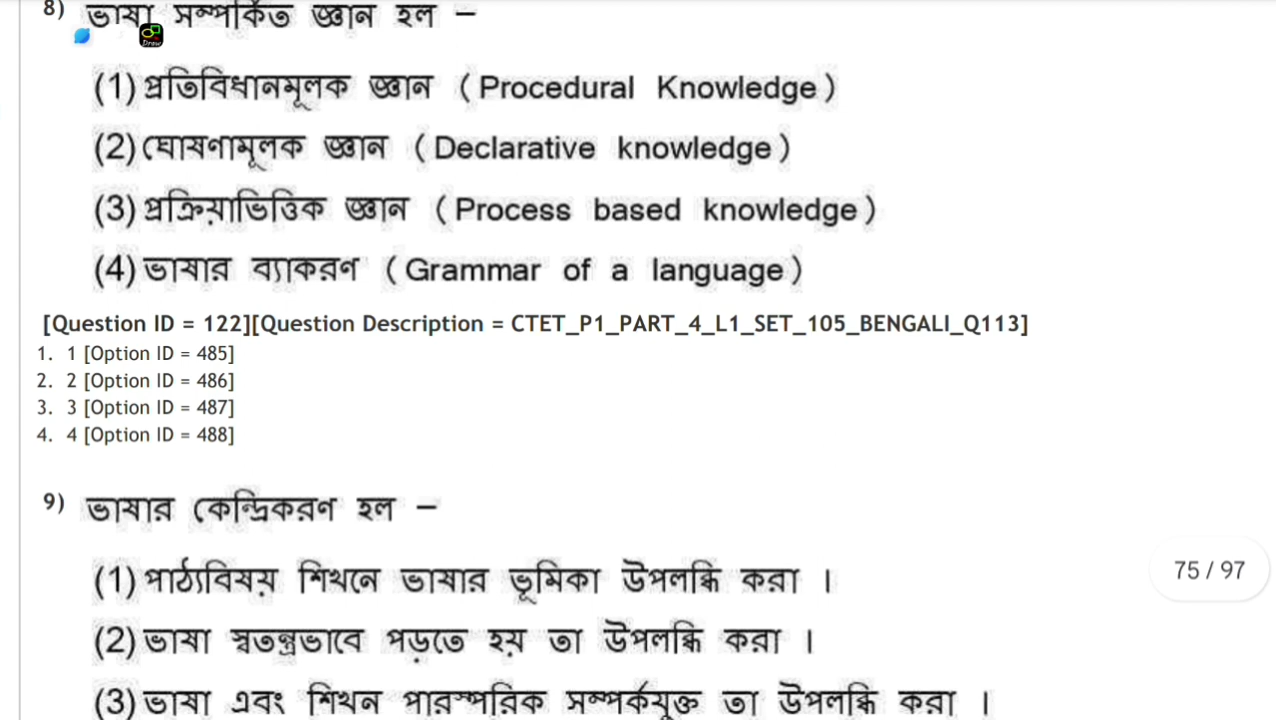 8) ভাষা সম্পর্কিত জ্ঞান হল –
Draw
(1) প্রতিবিধানমূলক জ্ঞান ( Procedural Knowledge )
(2) ঘোষণামূলক জ্ঞান ( Declarative knowledge )
(3) প্রক্রিয়াভিত্তিক জ্ঞান ( Process based knowledge )
(4) ভাষার ব্যাকরণ ( Grammar of a language )
[Question ID = 122][Question Description = CTET_P1_PART_4_L1_SET_105_BENGALI_Q113]
1. 1 [Option ID = 485]
2. 2 [Option ID = 486]
3. 3 [Option ID = 487]
4. 4 [Option ID = 488]
9) ভাষার কেন্দ্রিকরণ হল –
(1) পাঠ্যবিষয় শিখনে ভাষার ভূমিকা উপলব্ধি করা ।
75 / 97
(2) ভাষা স্বতন্ত্রভাবে পড়তে হয় তা উপলব্ধি করা ।
(3) ভাষা এবং শিখন পারস্পরিক সম্পর্কযুক্ত তা উপলব্ধি করা ।